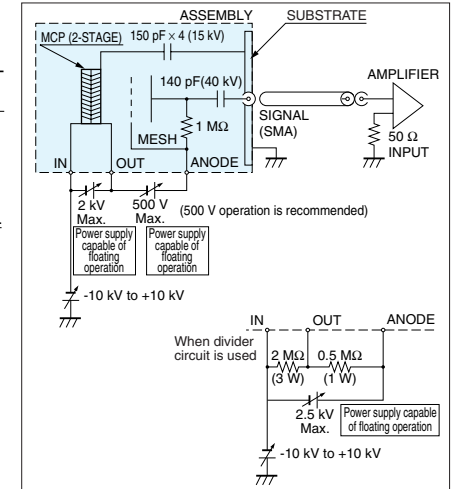 ASSEMBLY
SUBSTRATE
MCP (2-STAGE)
150 pF × 4 (15 kV)
140 pF(40 kV)
AMPLIFIER
1 MΩ
MESH
SIGNAL
(SMA)
50 Ω
INPUT
IN
OUT
ANODE
2 kV
Max.
500 V
Max.
(500 V operation is recommended)
Power supply
capable of
floating
operation
Power supply
capable of
floating
operation
-10 kV to +10 kV
IN
OUT
ANODE
When divider
circuit is used
2 MΩ
(3 W)
0.5 MΩ
(1 W)
2.5 kV
Max.
Power supply capable
of floating operation
-10 kV to +10 kV